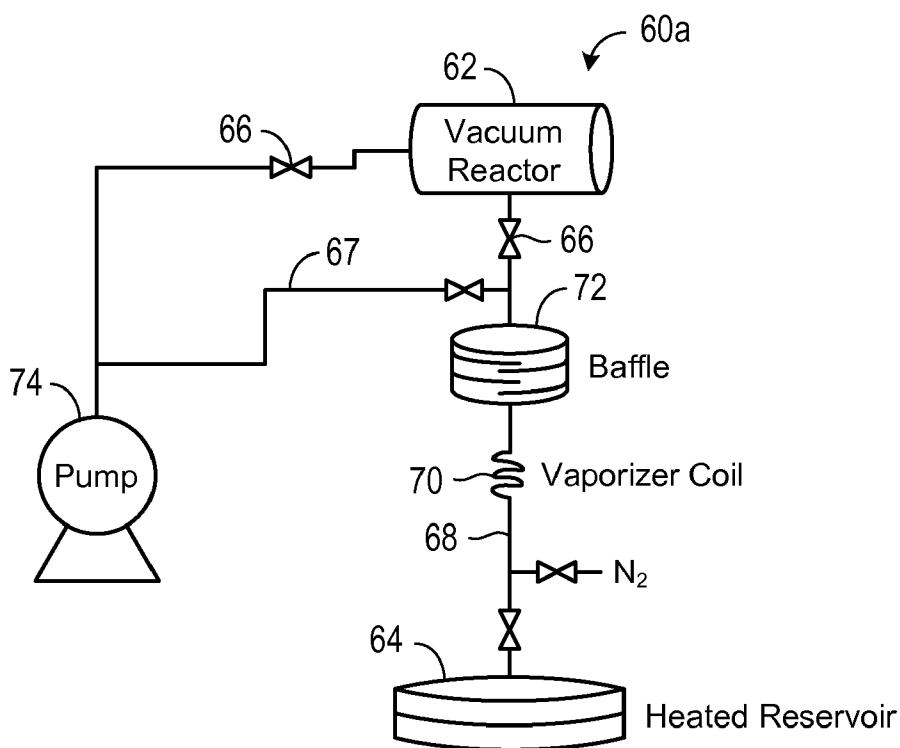 60a
62
Vacuum
Reactor
66
66
67
72
Baffle
74
Pump
70
Vaporizer Coil
68
N₂
64
Heated Reservoir